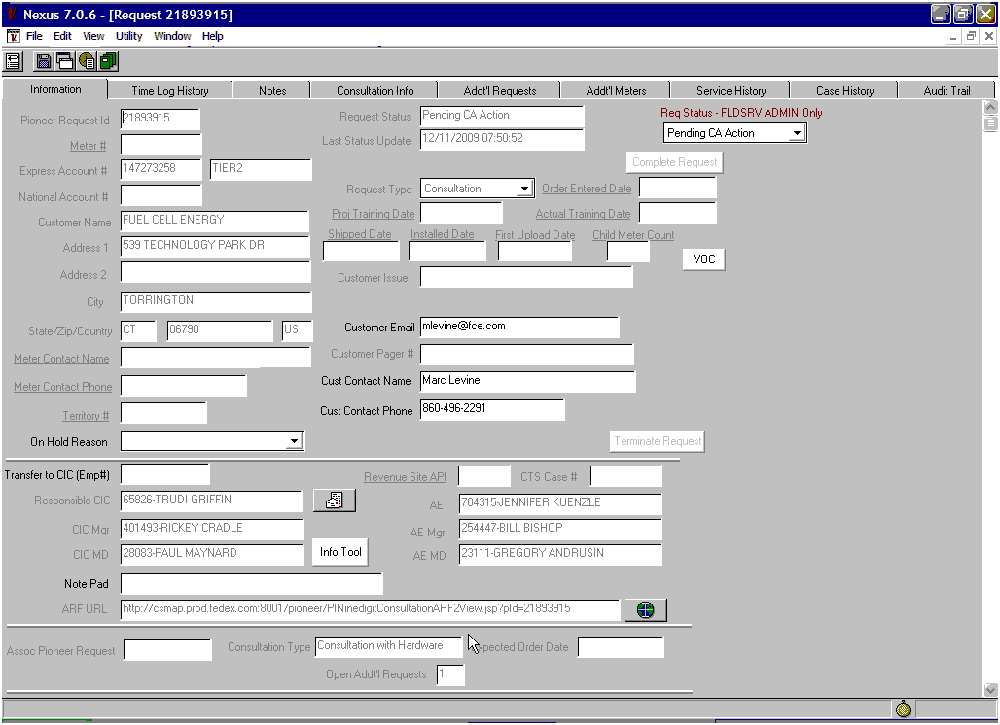 Nexus 7.0.6 - [Request 21893915]
File Edit View Utility Window Help
Information Time Log History Notes Consultation Info Addt'l Requests Addt'l Meters Service History Case History Audit Trail
Pioneer Request Id 21893915 Request Status Pending CA Action Req Status - FLDSRV ADMIN Only
Meter # Last Status Update 12/11/2009 07:50:52 Pending CA Action
Complete Request
Express Account # 147273258 TIER2
National Account # Request Type Consultation Order Entered Date
Customer Name FUEL CELL ENERGY Proj Training Date Actual Training Date
Shipped Date Installed Date First Upload Date Child Meter Count
Address 1 539 TECHNOLOGY PARK DR VOC
Address 2 Customer Issue
City TORRINGTON
State/Zip/Country CT 06790 US Customer Email mlevine@fce.com
Meter Contact Name Customer Pager #
Meter Contact Phone Cust Contact Name Marc Levine
Territory # Cust Contact Phone 860-496-2291
On Hold Reason Terminate Request
Transfer to CIC (Emp#) Revenue Site API CTS Case #
Responsible CIC 65826-TRUDI GRIFFIN AE 704315-JENNIFER KUENZLE
CIC Mgr 401493-RICKEY CRADLE AE Mgr 254447-BILL BISHOP
CIC MD 28083-PAUL MAYNARD Info Tool AE MD 23111-GREGORY ANDRUSIN
Note Pad
ARF URL http://csmap.prod.fedex.com:8001/pioneer/PINinedigitConsultationARF2View.jsp?pId=21893915
Assoc Pioneer Request Consultation Type Consultation with Hardware pected Order Date
Open Addt'l Requests 1